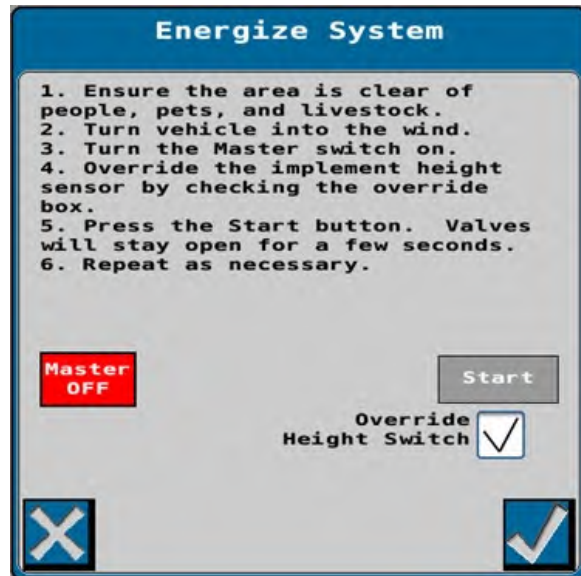 Energize System
1. Ensure the area is clear of
people, pets, and livestock.
2. Turn vehicle into the wind.
3. Turn the Master switch on.
4. Override the implement height
sensor by checking the override
box.
5. Press the Start button.  Valves
will stay open for a few seconds.
6. Repeat as necessary.
Master
OFF
Start
Override
Height Switch